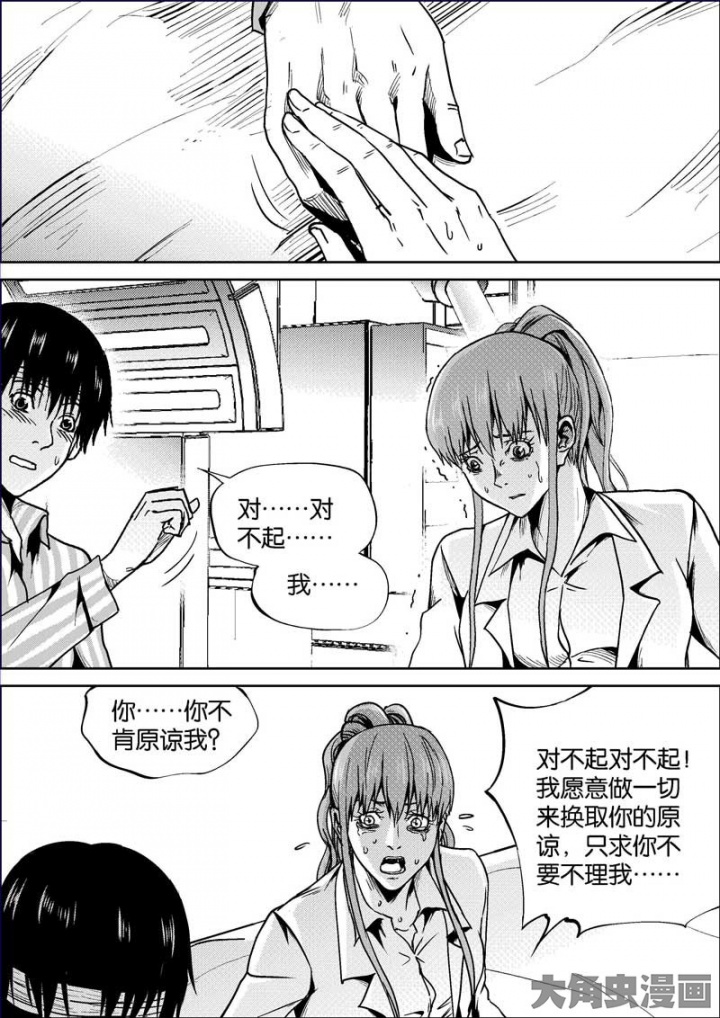 对……对
不起……
我……
你……你不
肯原谅我？
对不起对不起！
我愿意做一切
来换取你的原
谅，只求你不
要不理我……
大角虫漫画